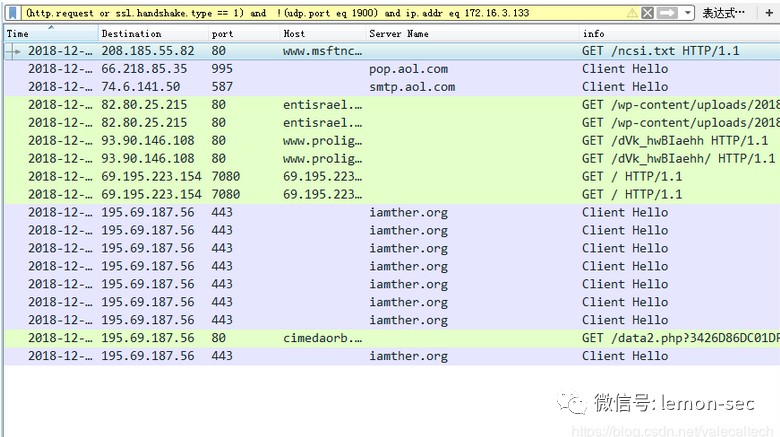 (http.request or ssl.handshake.type == 1) and !(udp.port eq 1900) and ip.addr eq 172.16.3.133 表达式… +
Time Destination port Host Server Name info
2018-12-… 208.185.55.82 80 www.msftnc… GET /ncsi.txt HTTP/1.1
2018-12-… 66.218.85.35 995 pop.aol.com Client Hello
2018-12-… 74.6.141.50 587 smtp.aol.com Client Hello
2018-12-… 82.80.25.215 80 entisrael.… GET /wp-content/uploads/2018
2018-12-… 82.80.25.215 80 entisrael.… GET /wp-content/uploads/2018
2018-12-… 93.90.146.108 80 www.prolig… GET /dVk_hwBIaehh HTTP/1.1
2018-12-… 93.90.146.108 80 www.prolig… GET /dVk_hwBIaehh/ HTTP/1.1
2018-12-… 69.195.223.154 7080 69.195.223… GET / HTTP/1.1
2018-12-… 69.195.223.154 7080 69.195.223… GET / HTTP/1.1
2018-12-… 195.69.187.56 443 iamther.org Client Hello
2018-12-… 195.69.187.56 443 iamther.org Client Hello
2018-12-… 195.69.187.56 443 iamther.org Client Hello
2018-12-… 195.69.187.56 443 iamther.org Client Hello
2018-12-… 195.69.187.56 443 iamther.org Client Hello
2018-12-… 195.69.187.56 443 iamther.org Client Hello
2018-12-… 195.69.187.56 443 iamther.org Client Hello
2018-12-… 195.69.187.56 80 cimedaorb.… GET /data2.php?3426D86DC01DF
2018-12-… 195.69.187.56 443 iamther.org Client Hello
微信号: lemon-sec
https://blog.csdn.net/valecaltech